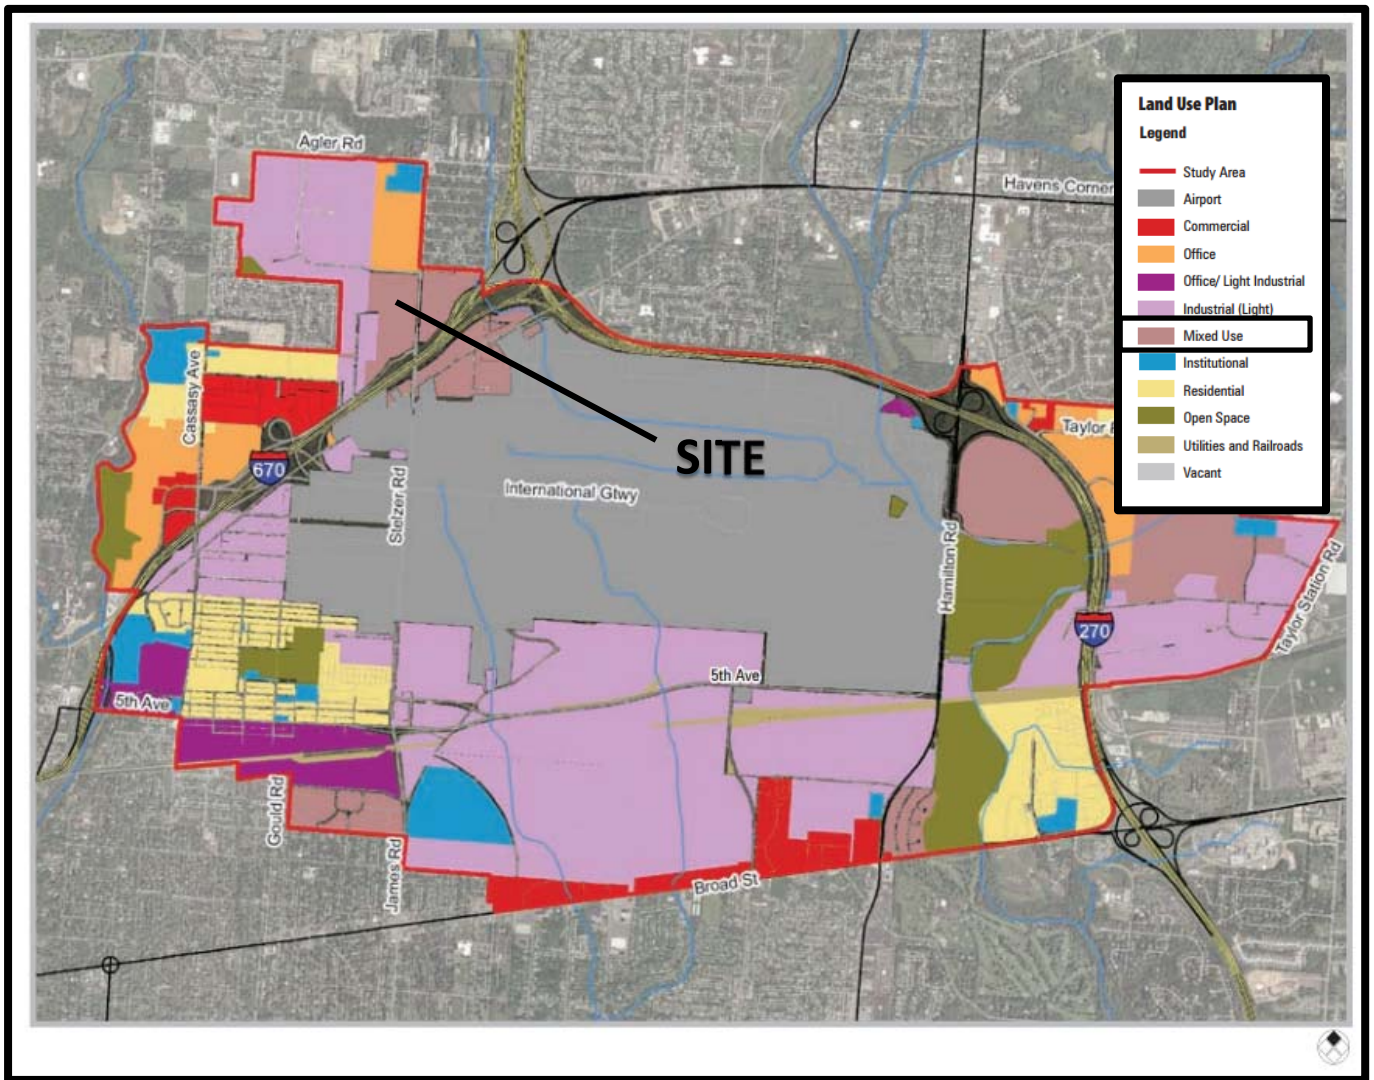 Land Use Plan
Legend
Study Area
Airport
Commercial
Office
Office/ Light Industrial
Industrial (Light)
Mixed Use
Institutional
Residential
Open Space
Utilities and Railroads
Vacant
Agler Rd
Havens Corner
Cassasy Ave
Taylor
SITE
670
Stelzer Rd
International Gtwy
Hamilton Rd
Taylor Station Rd
270
5th Ave
5th Ave
Gould Rd
James Rd
Broad St